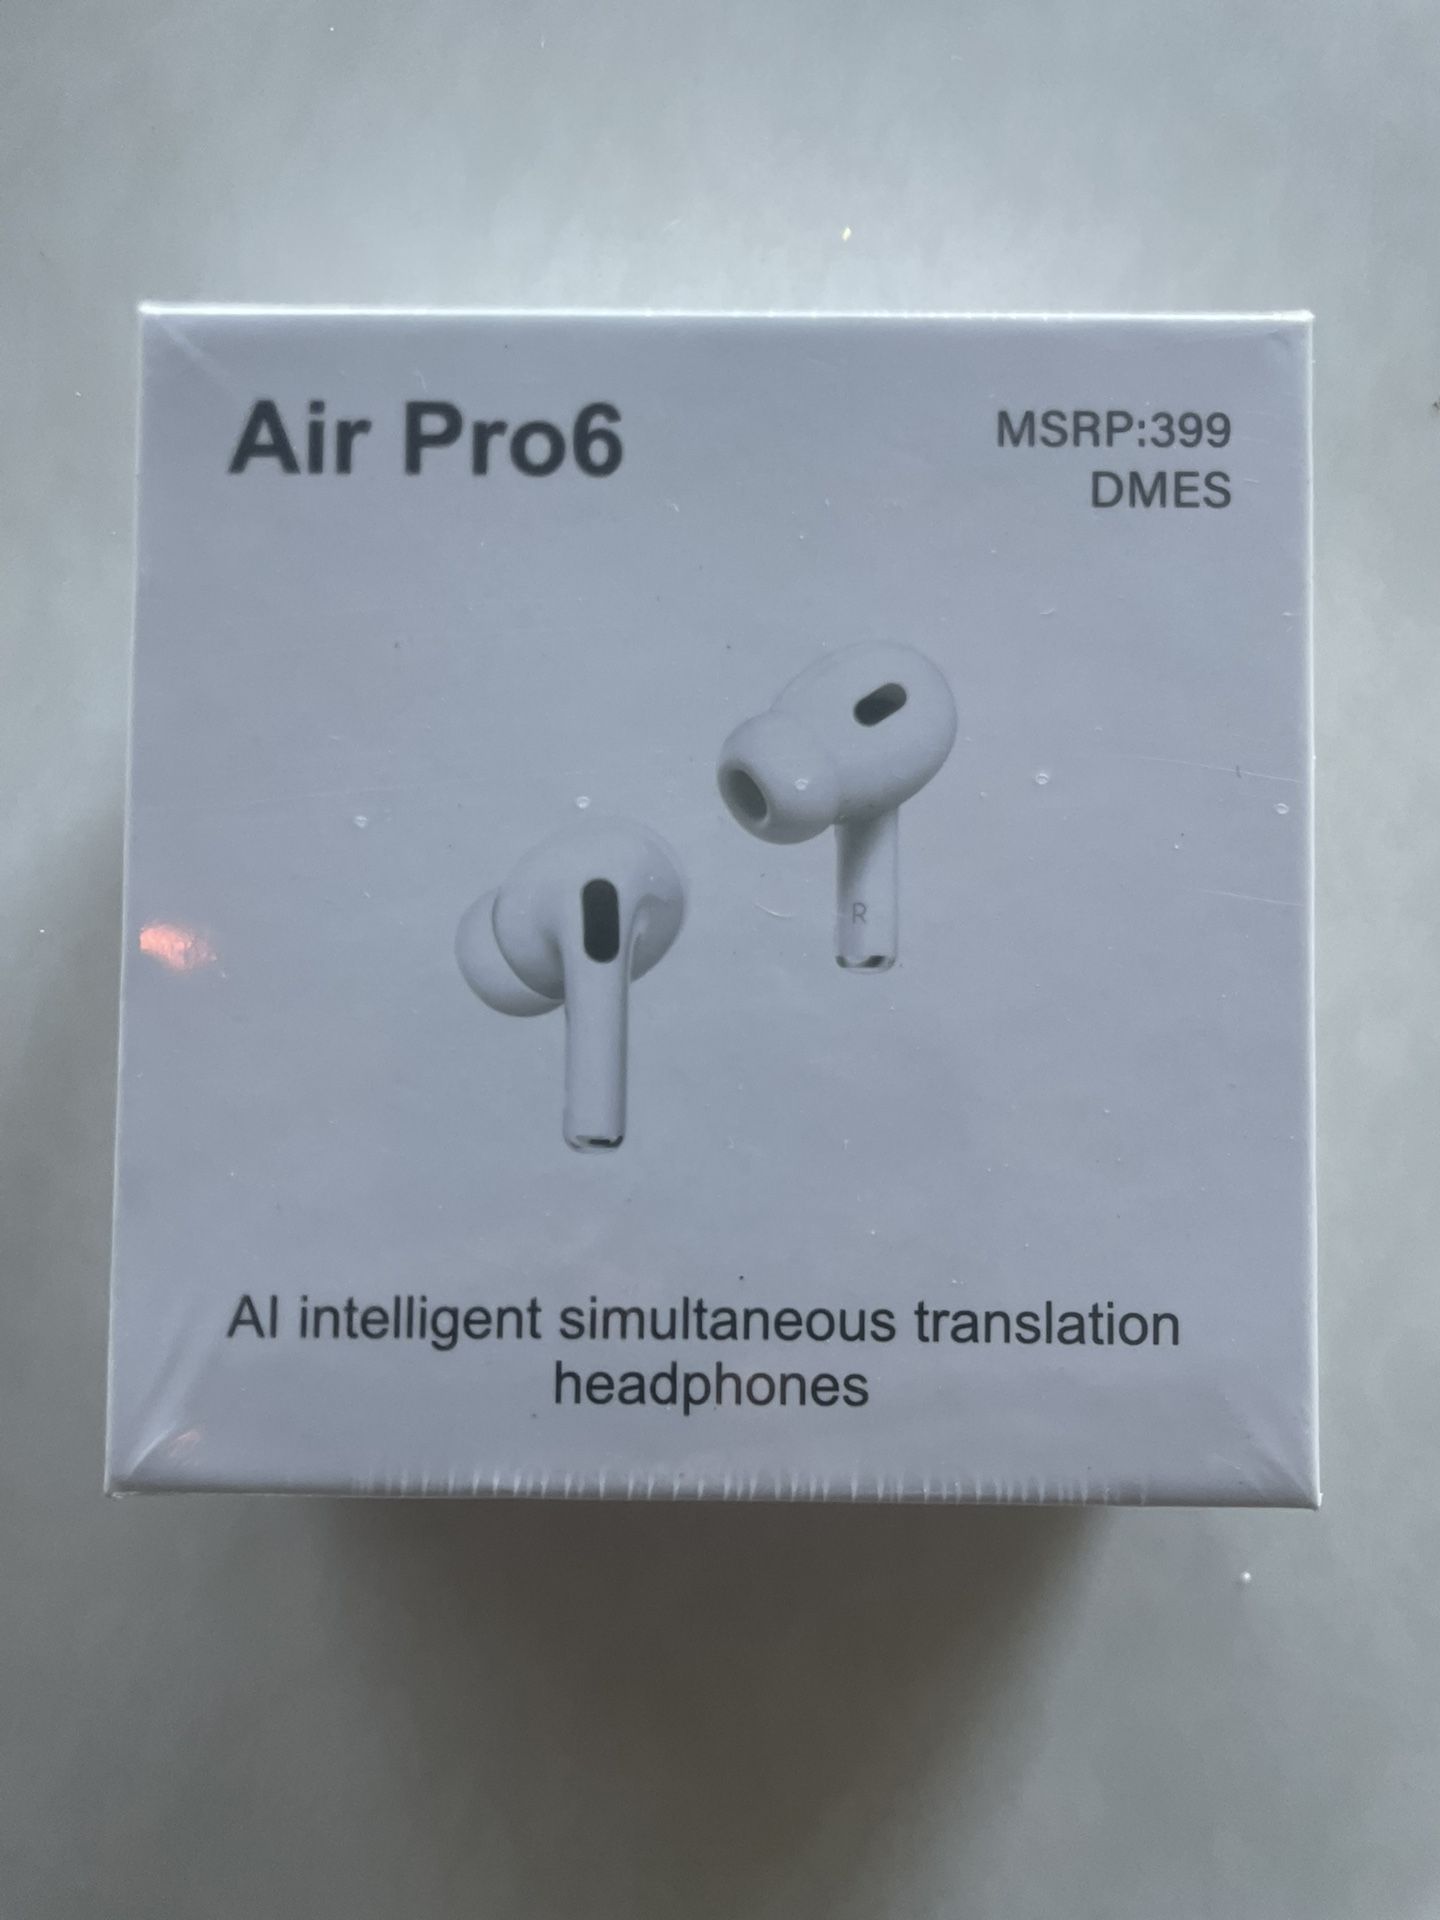 Air Pro6
MSRP:399
DMES
R
AI intelligent simultaneous translation
headphones